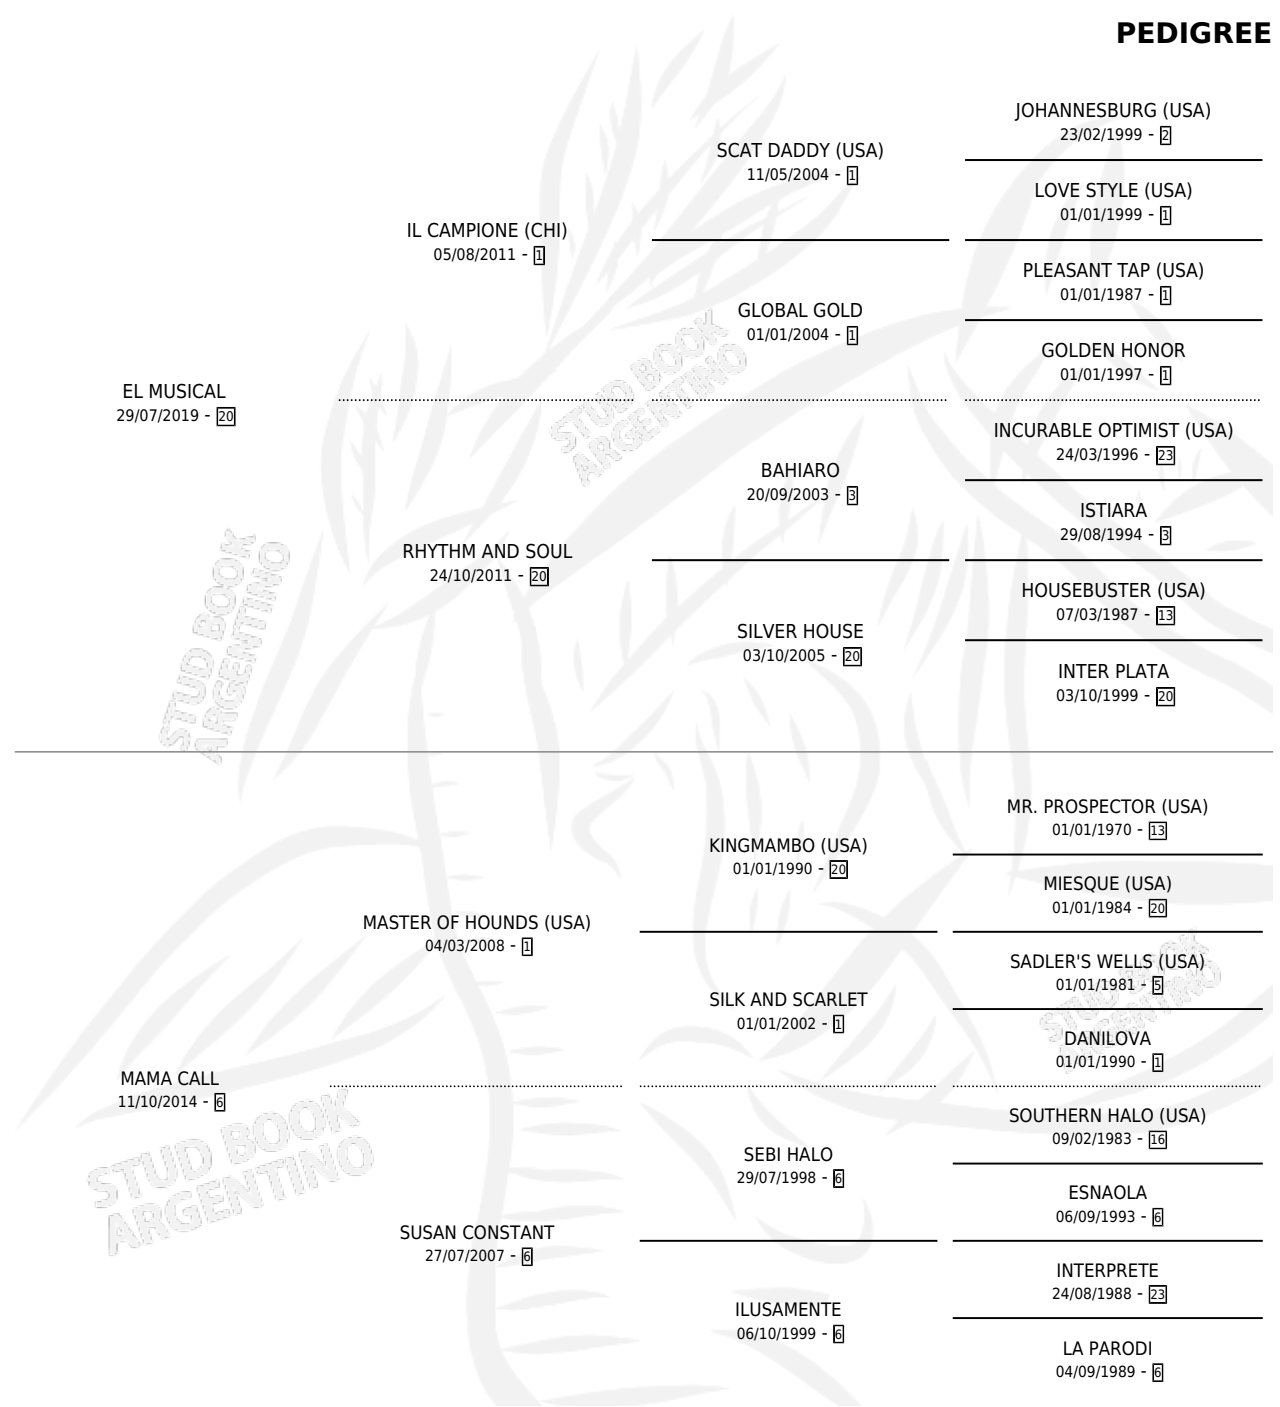 PEDIGREE
JOHANNESBURG (USA)
23/02/1999 - 2
SCAT DADDY (USA)
11/05/2004 - 1
LOVE STYLE (USA)
01/01/1999 - 1
IL CAMPIONE (CHI)
05/08/2011 - 1
PLEASANT TAP (USA)
01/01/1987 - 1
GLOBAL GOLD
01/01/2004 - 1
GOLDEN HONOR
01/01/1997 - 1
EL MUSICAL
29/07/2019 - 20
STUD BOOK
ARGENTINO
INCURABLE OPTIMIST (USA)
24/03/1996 - 23
BAHIARO
20/09/2003 - 3
ISTIARA
29/08/1994 - 3
RHYTHM AND SOUL
24/10/2011 - 20
HOUSEBUSTER (USA)
07/03/1987 - 13
SILVER HOUSE
03/10/2005 - 20
INTER PLATA
03/10/1999 - 20
STUD BOOK
ARGENTINO
MR. PROSPECTOR (USA)
01/01/1970 - 13
KINGMAMBO (USA)
01/01/1990 - 20
MIESQUE (USA)
01/01/1984 - 20
MASTER OF HOUNDS (USA)
04/03/2008 - 1
SADLER'S WELLS (USA)
01/01/1981 - 5
SILK AND SCARLET
01/01/2002 - 1
DANILOVA
01/01/1990 - 1
STUD BOOK
ARGENTINO
MAMA CALL
11/10/2014 - 6
SOUTHERN HALO (USA)
09/02/1983 - 16
SEBI HALO
29/07/1998 - 6
ESNAOLA
06/09/1993 - 6
STUD BOOK
ARGENTINO
SUSAN CONSTANT
27/07/2007 - 6
INTERPRETE
24/08/1988 - 23
ILUSAMENTE
06/10/1999 - 6
LA PARODI
04/09/1989 - 6